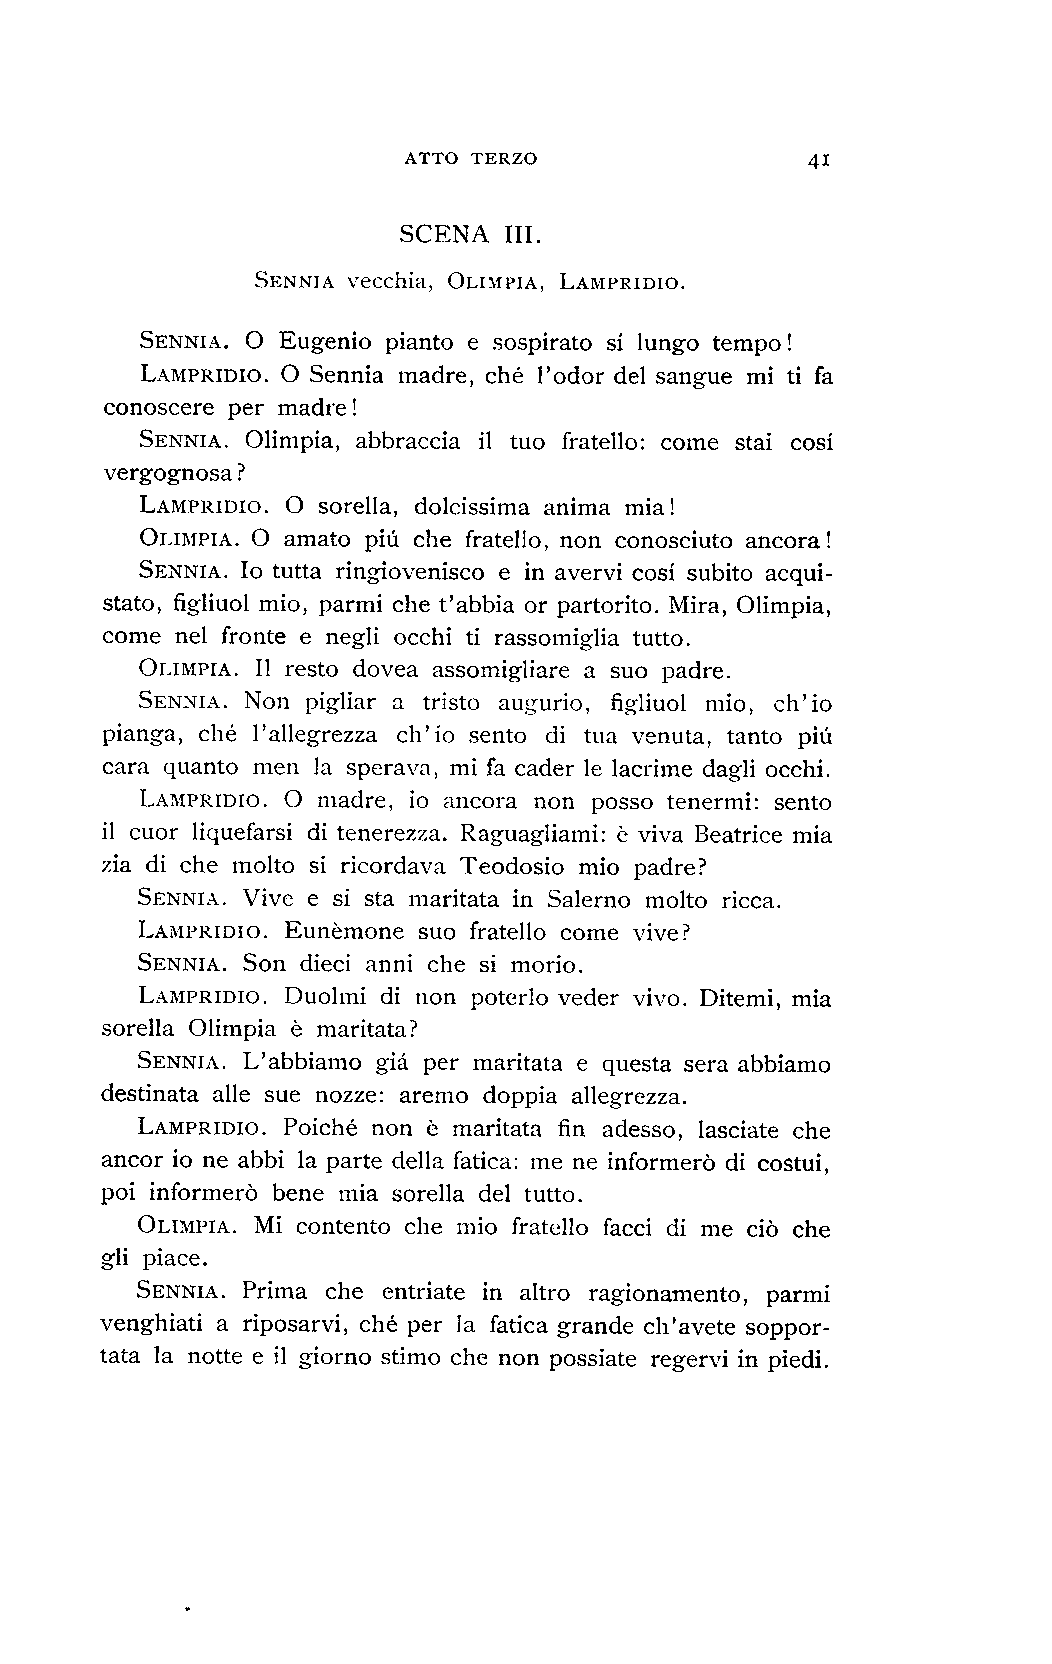 ATTO TERZO 41
SCENA III.
SENNIA vecchia, OLIMPIA, LAMPRIDIO.
SENNIA. O Eugenio pianto e sospirato sí lungo tempo!
LAMPRIDIO. O Sennia madre, ché l'odor del sangue mi ti fa
conoscere per madre!
SENNIA. Olimpia, abbraccia il tuo fratello: come stai cosí
vergognosa?
LAMPRIDIO. O sorella, dolcissima anima mia!
OLIMPIA. O amato piú che fratello, non conosciuto ancora!
SENNIA. Io tutta ringiovenisco e in avervi cosí subito acqui-
stato, figliuol mio, parmi che t'abbia or partorito. Mira, Olimpia,
come nel fronte e negli occhi ti rassomiglia tutto.
OLIMPIA. Il resto dovea assomigliare a suo padre.
SENNIA. Non pigliar a tristo augurio, figliuol mio, ch'io
pianga, ché l'allegrezza ch'io sento di tua venuta, tanto piú
cara quanto men la sperava, mi fa cader le lacrime dagli occhi.
LAMPRIDIO. O madre, io ancora non posso tenermi: sento
il cuor liquefarsi di tenerezza. Raguagliami: è viva Beatrice mia
zia di che molto si ricordava Teodosio mio padre?
SENNIA. Vive e si sta maritata in Salerno molto ricca.
LAMPRIDIO. Eunèmone suo fratello come vive?
SENNIA. Son dieci anni che si morio.
LAMPRIDIO. Duolmi di non poterlo veder vivo. Ditemi, mia
sorella Olimpia è maritata?
SENNIA. L'abbiamo giá per maritata e questa sera abbiamo
destinata alle sue nozze: aremo doppia allegrezza.
LAMPRIDIO. Poiché non è maritata fin adesso, lasciate che
ancor io ne abbi la parte della fatica: me ne informerò di costui,
poi informerò bene mia sorella del tutto.
OLIMPIA. Mi contento che mio fratello facci di me ciò che
gli piace.
SENNIA. Prima che entriate in altro ragionamento, parmi
venghiati a riposarvi, ché per la fatica grande ch'avete soppor-
tata la notte e il giorno stimo che non possiate regervi in piedi.